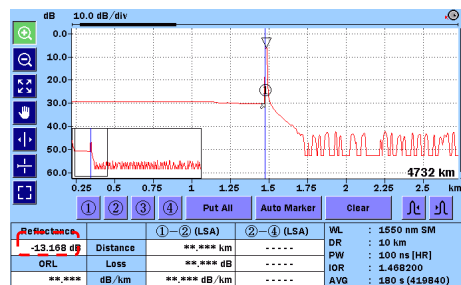 dB 10.0 dB/div
0.0
10.0
20.0
30.0
40.0
50.0
60.0
1
4732 km
0.25 0.5 0.75 1 1.25 1.5 1.75 2 2.25 2.5 km
① ② ③ ④ Put All Auto Marker Clear
Reflectance ①–② (LSA) ②–④ (LSA)
-13.168 dB Distance **.*** km -----
ORL Loss **.*** dB -----
**.*** dB/km **.*** dB/km -----
WL : 1550 nm SM
DR : 10 km
PW : 100 ns [HR]
IOR : 1.468200
AVG : 180 s (419840)